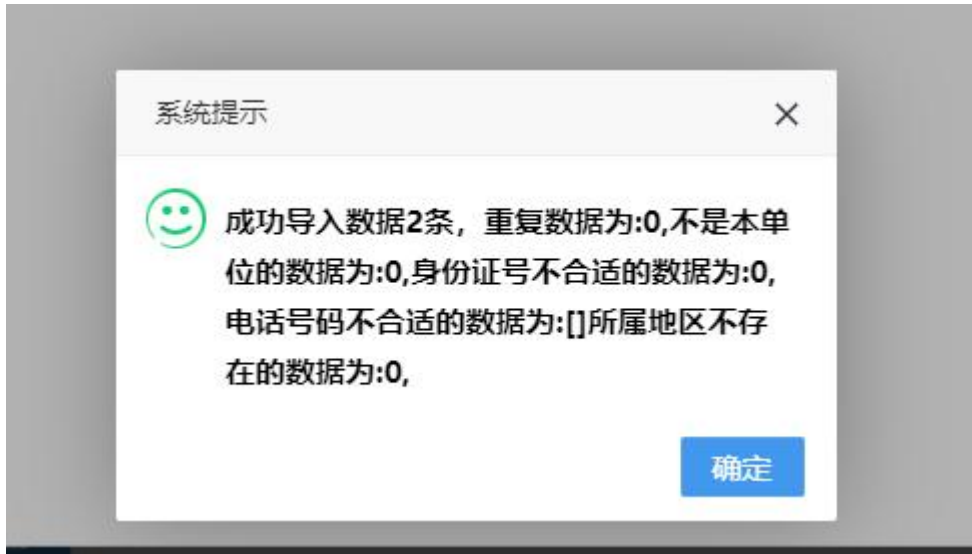 系统提示
成功导入数据2条，重复数据为:0,不是本单
位的数据为:0,身份证号不合适的数据为:0,
电话号码不合适的数据为:[]所属地区不存
在的数据为:0,
确定